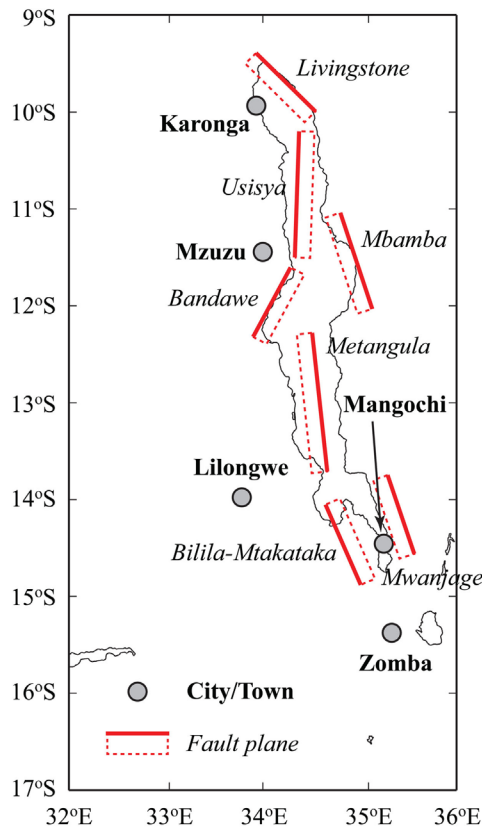 9°S
Livingstone
10°S
Karonga
Usisya
11°S
Mbamba
Mzuzu
Bandawe
12°S
Metangula
13°S
Mangochi
Lilongwe
14°S
Bilila-Mtakataka
Mwanjage
15°S
Zomba
16°S
City/Town
Fault plane
17°S
32°E 33°E 34°E 35°E 36°E